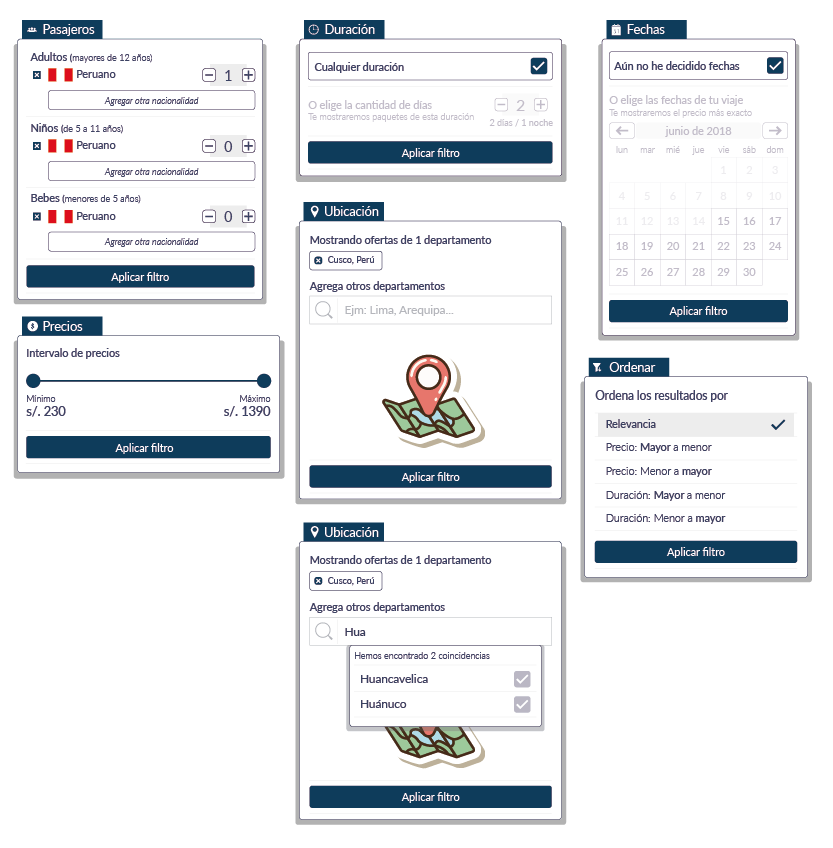 Pasajeros
Adultos (mayores de 12 años)
Peruano
1
Agregar otra nacionalidad
Niños (de 5 a 11 años)
Peruano
0
Agregar otra nacionalidad
Bebes (menores de 5 años)
Peruano
0
Agregar otra nacionalidad
Aplicar filtro
Precios
Intervalo de precios
Mínimo Máximo
s/. 230 s/. 1390
Aplicar filtro
Duración
Cualquier duración
O elige la cantidad de días
Te mostraremos paquetes de esta duración
2
2 días / 1 noche
Aplicar filtro
Ubicación
Mostrando ofertas de 1 departamento
Cusco, Perú
Agrega otros departamentos
Ejm: Lima, Arequipa...
Aplicar filtro
Ubicación
Mostrando ofertas de 1 departamento
Cusco, Perú
Agrega otros departamentos
Hua
Hemos encontrado 2 coincidencias
Huancavelica
Huánuco
Aplicar filtro
Fechas
Aún no he decidido fechas
O elige las fechas de tu viaje
Te mostraremos el precio más exacto
junio de 2018
lun mar mié jue vie sáb dom
1 2 3
4 5 6 7 8 9 10
11 12 13 14 15 16 17
18 19 20 21 22 23 24
25 26 27 28 29 30
Aplicar filtro
Ordenar
Ordena los resultados por
Relevancia
Precio: Mayor a menor
Precio: Menor a mayor
Duración: Mayor a menor
Duración: Menor a mayor
Aplicar filtro